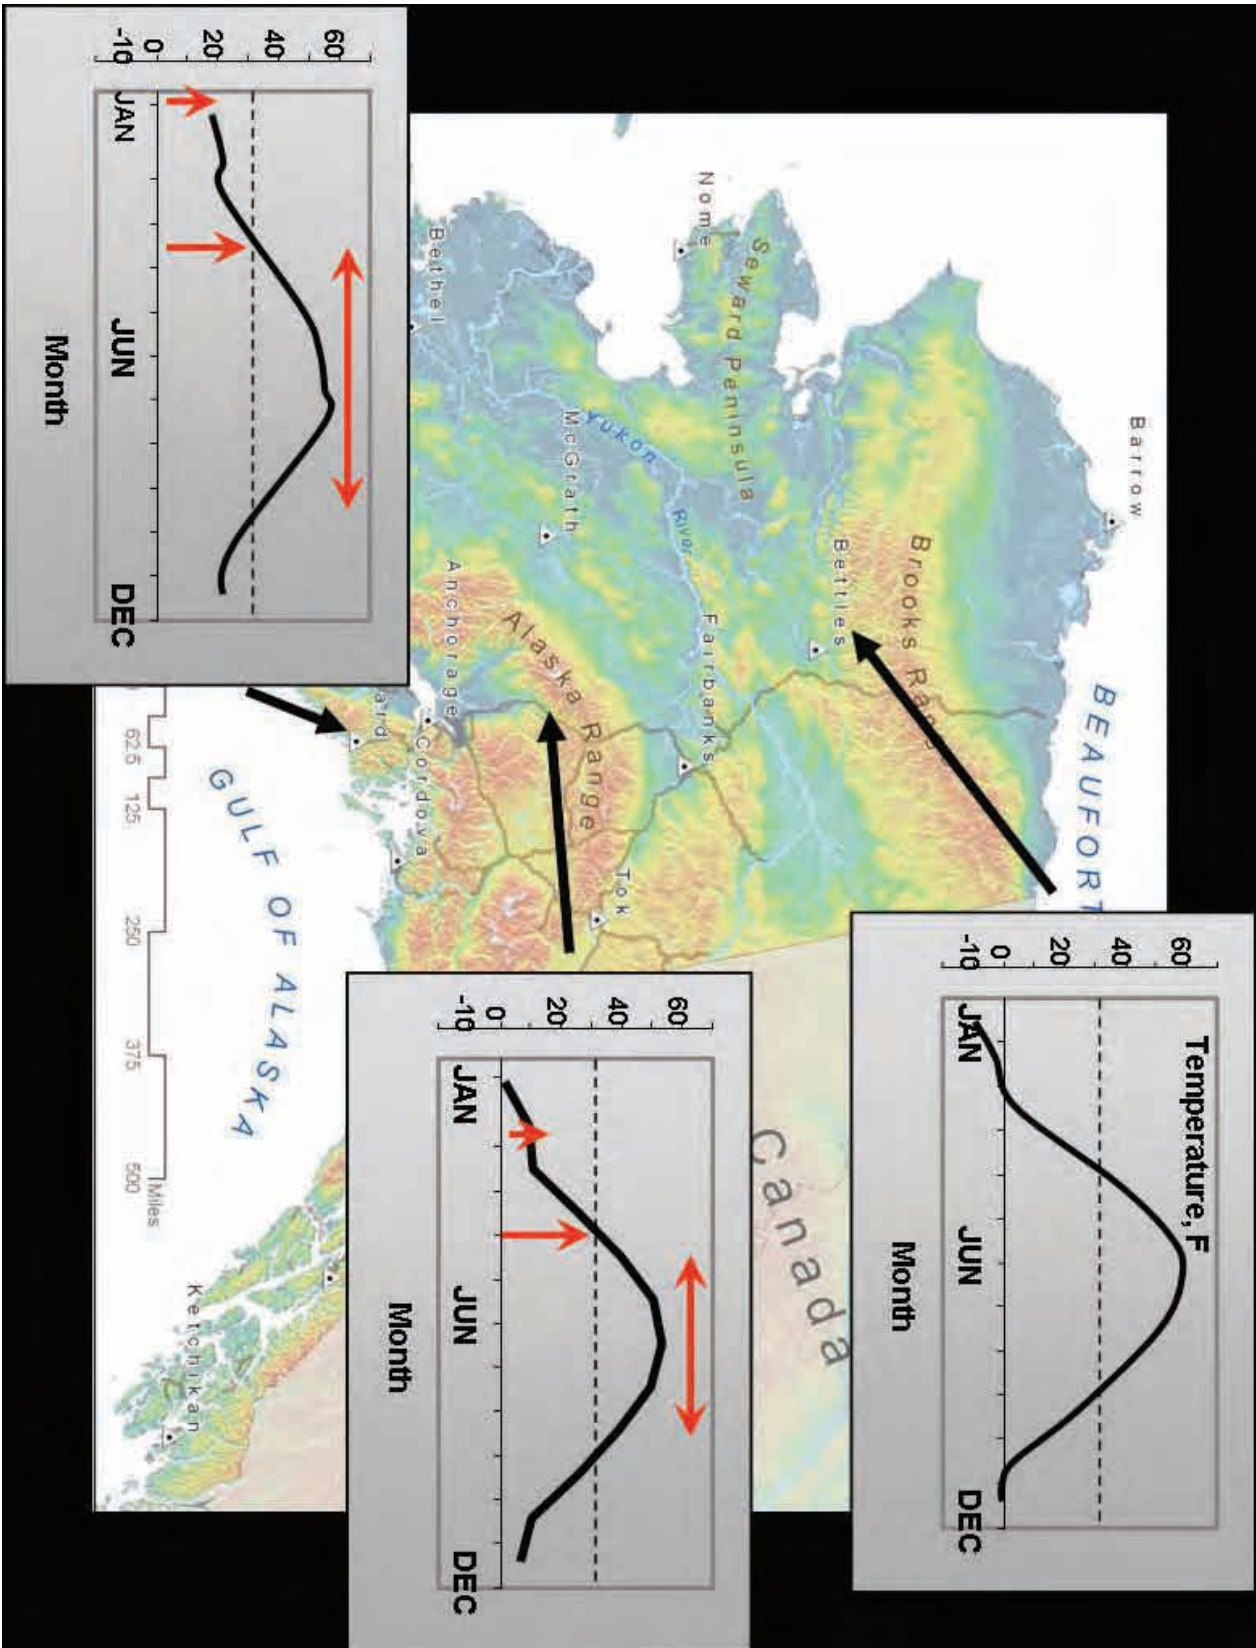 Temperature, F
60
40
20
0
-10
JAN
JUN
DEC
Month
BEAUFORT
Barrow
Brooks Rang
Bettles
Seward Peninsula
Nome
Yukon
River
Fairbanks
McGrath
Tok
Alaska Range
Anchorage
Bethel
Cordova
ard
Canada
GULF OF ALASKA
Ketchikan
60
40
20
0
-10
JAN
JUN
DEC
Month
60
40
20
0
-10
JAN
JUN
DEC
Month
62.5
125
250
375
500
Miles